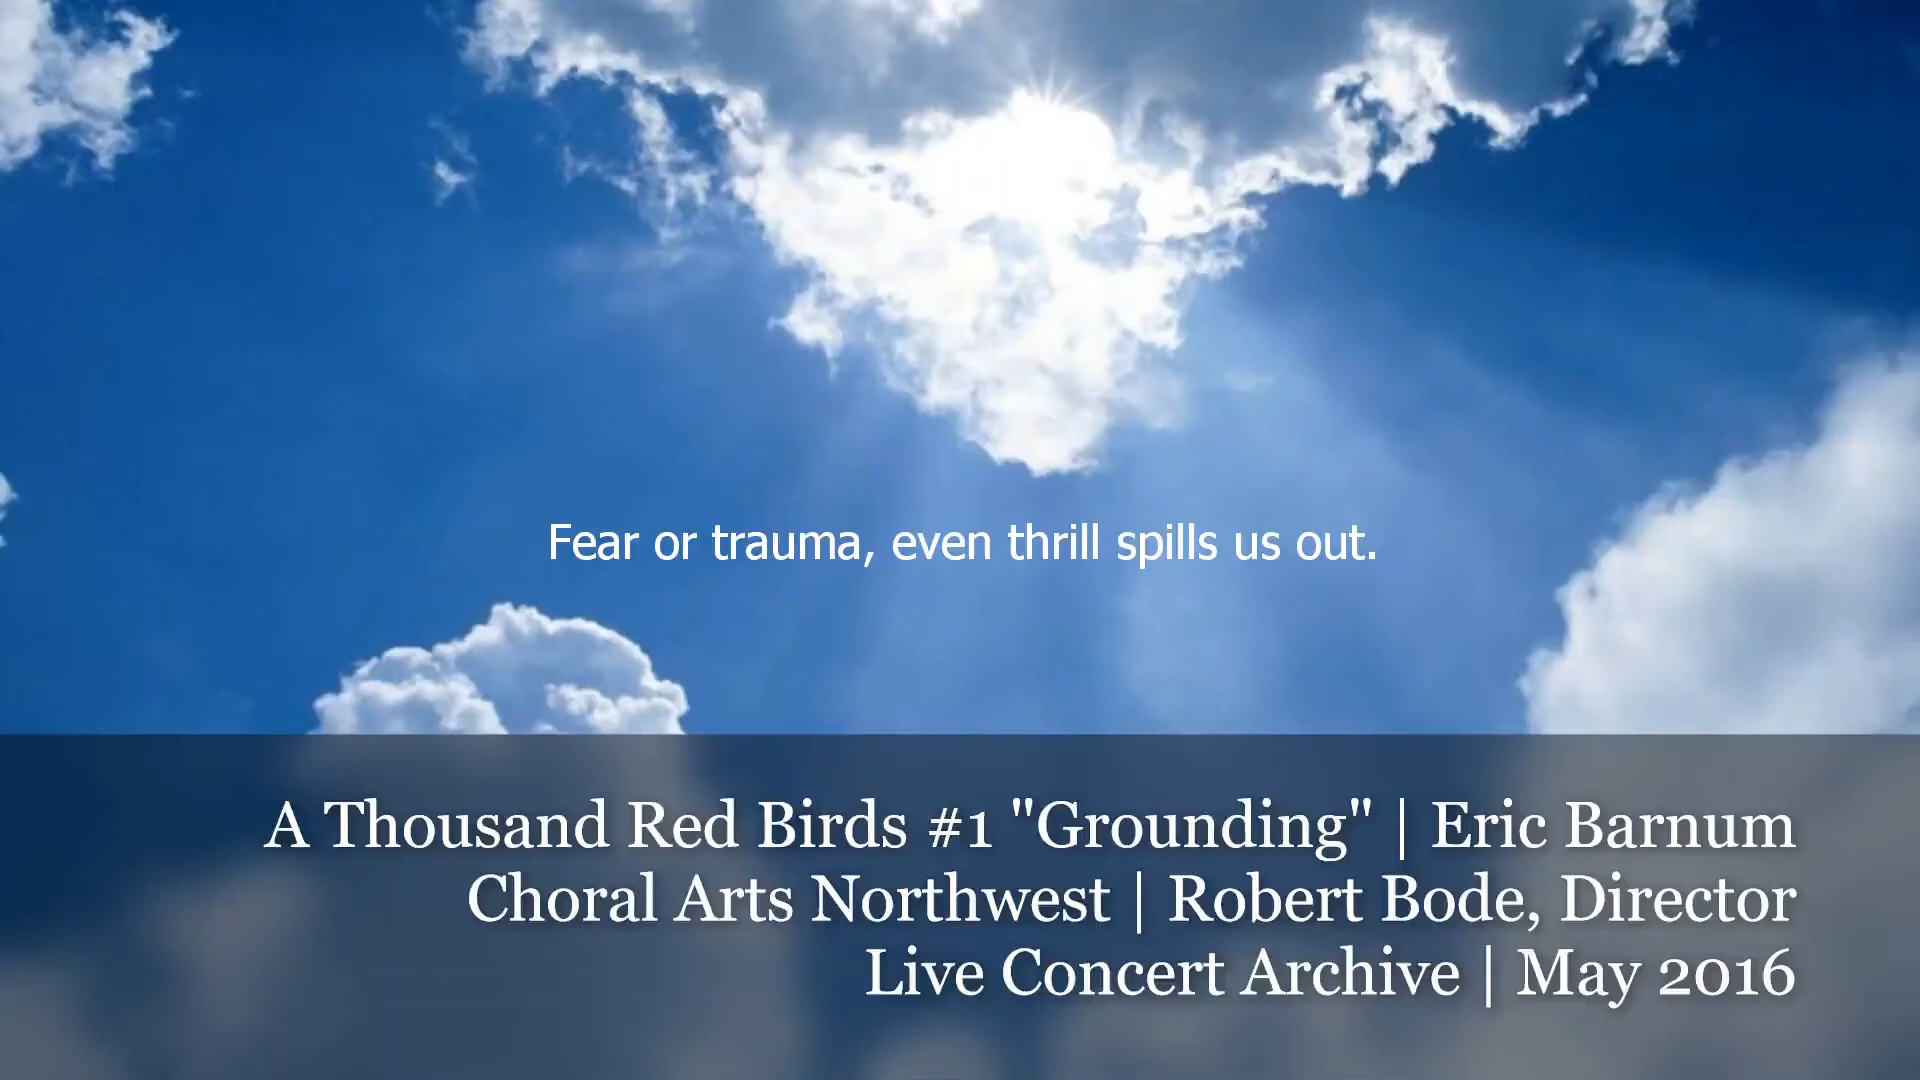 Fear or trauma, even thrill spills us out.
A Thousand Red Birds #1 "Grounding" | Eric Barnum
Choral Arts Northwest | Robert Bode, Director
Live Concert Archive | May 2016